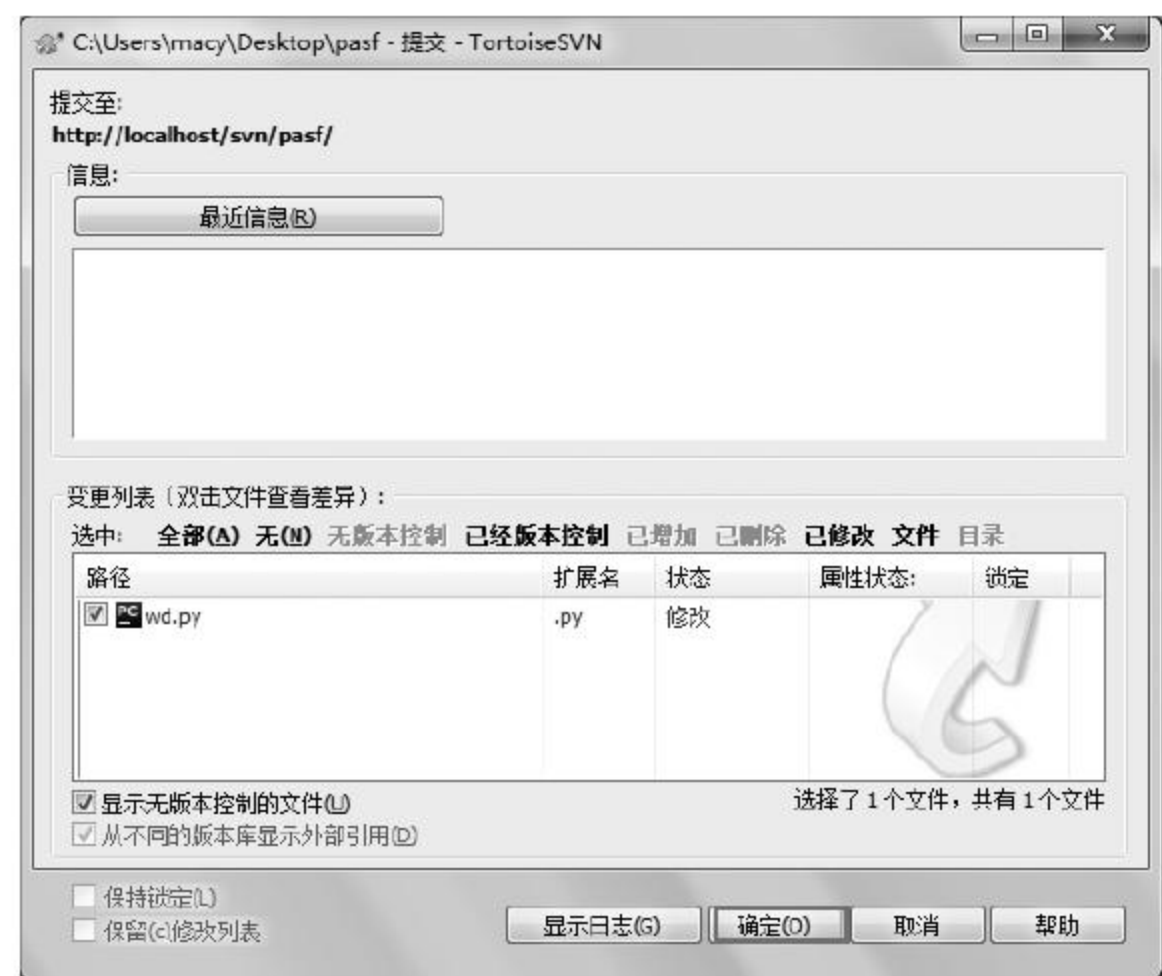 C:\Users\macy\Desktop\pasf - 提交 - TortoiseSVN
提交至:
http://localhost/svn/pasf/
信息:
最近信息(R)
变更列表（双击文件查看差异）:
选中: 全部(A) 无(N) 无版本控制 已经版本控制 已增加 已删除 已修改 文件 目录
路径 扩展名 状态 属性状态: 锁定
PC wd.py .py 修改
显示无版本控制的文件(U) 选择了1个文件，共有1个文件
从不同的版本库显示外部引用(D)
保持锁定(L)
保留(c)修改列表
显示日志(G) 确定(O) 取消 帮助